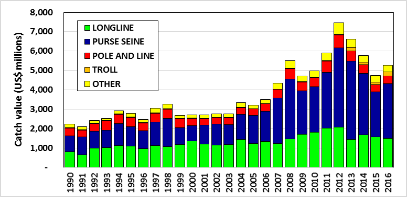 Catch value (US$ millions)
8,000
7,000
6,000
5,000
4,000
3,000
2,000
1,000
-
LONGLINE
PURSE SEINE
POLE AND LINE
TROLL
OTHER
1990 1991 1992 1993 1994 1995 1996 1997 1998 1999 2000 2001 2002 2003 2004 2005 2006 2007 2008 2009 2010 2011 2012 2013 2014 2015 2016